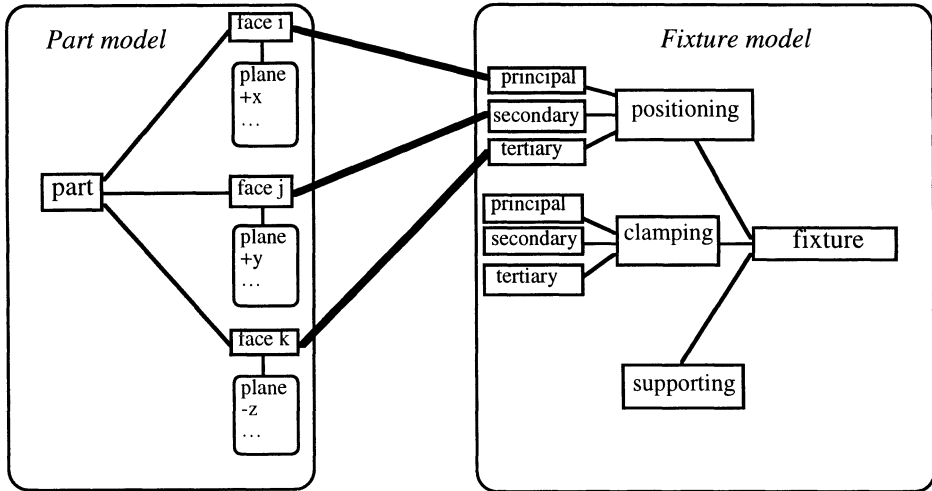 Part model
face i
plane
+x
...
part
face j
plane
+y
...
face k
plane
-z
...
Fixture model
principal
secondary
tertiary
positioning
principal
secondary
tertiary
clamping
fixture
supporting